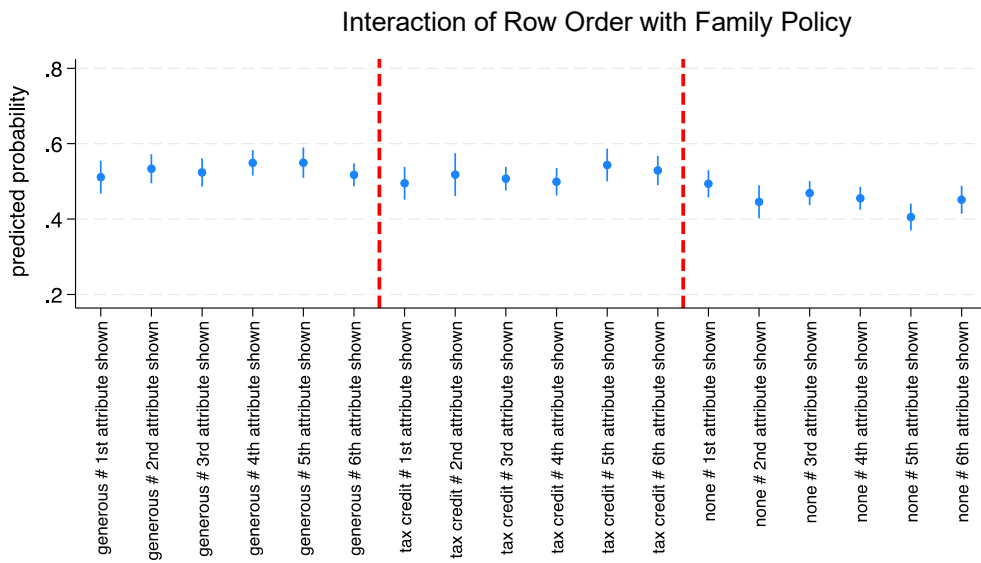 Interaction of Row Order with Family Policy
predicted probability
.8
.6
.4
.2
generous # 1st attribute shown
generous # 2nd attribute shown
generous # 3rd attribute shown
generous # 4th attribute shown
generous # 5th attribute shown
generous # 6th attribute shown
tax credit # 1st attribute shown
tax credit # 2nd attribute shown
tax credit # 3rd attribute shown
tax credit # 4th attribute shown
tax credit # 5th attribute shown
tax credit # 6th attribute shown
none # 1st attribute shown
none # 2nd attribute shown
none # 3rd attribute shown
none # 4th attribute shown
none # 5th attribute shown
none # 6th attribute shown